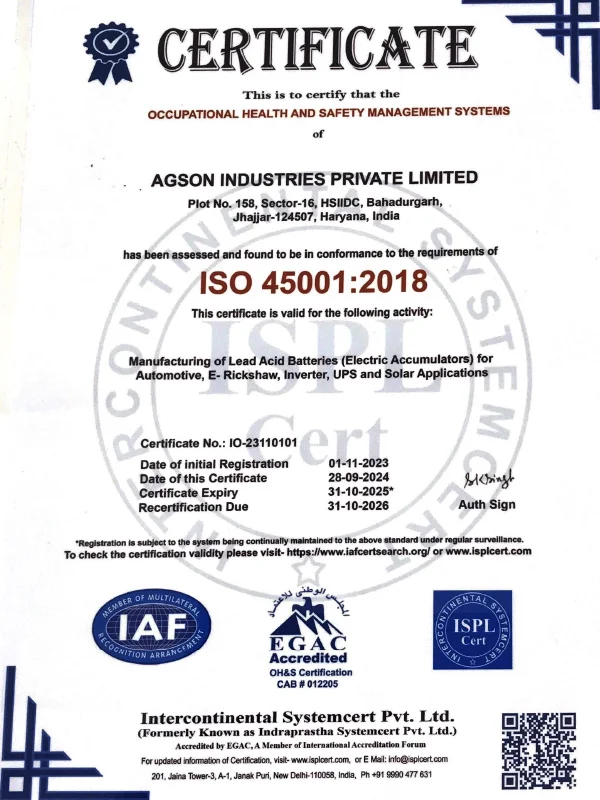 CERTIFICATE
This is to certify that the
OCCUPATIONAL HEALTH AND SAFETY MANAGEMENT SYSTEMS
of
AGSON INDUSTRIES PRIVATE LIMITED
Plot No. 158, Sector-16, HSIIDC, Bahadurgarh,
Jhajjar-124507, Haryana, India
has been assessed and found to be in conformance to the requirements of
ISO 45001:2018
This certificate is valid for the following activity:
Manufacturing of Lead Acid Batteries (Electric Accumulators) for
Automotive, E- Rickshaw, Inverter, UPS and Solar Applications
INTERCONTINENTAL SYSTEMCERT
ISPL
Cert
Certificate No.: IO-23110101
Date of initial Registration 01-11-2023
Date of this Certificate 28-09-2024
Certificate Expiry 31-10-2025*
Recertification Due 31-10-2026
Auth Sign
*Registration is subject to the system being continually maintained to the above standard under regular surveillance.
To check the certification validity please visit- https://www.iafcertsearch.org/ or www.isplcert.com
MEMBER OF MULTILATERAL
IAF
RECOGNITION ARRANGEMENT
المجلس الوطنى للاعتماد
EGAC
Accredited
OH&S Certification
CAB # 012205
INTERCONTINENTAL SYSTEMCERT
ISPL
Cert
Intercontinental Systemcert Pvt. Ltd.
(Formerly Known as Indraprastha Systemcert Pvt. Ltd.)
Accredited by EGAC, A Member of International Accreditation Forum
For updated information of Certification, visit- www.isplcert.com, or E Mail: info@isplcert.com
201, Jaina Tower-3, A-1, Janak Puri, New Delhi-110058, India, Ph +91 9990 477 631